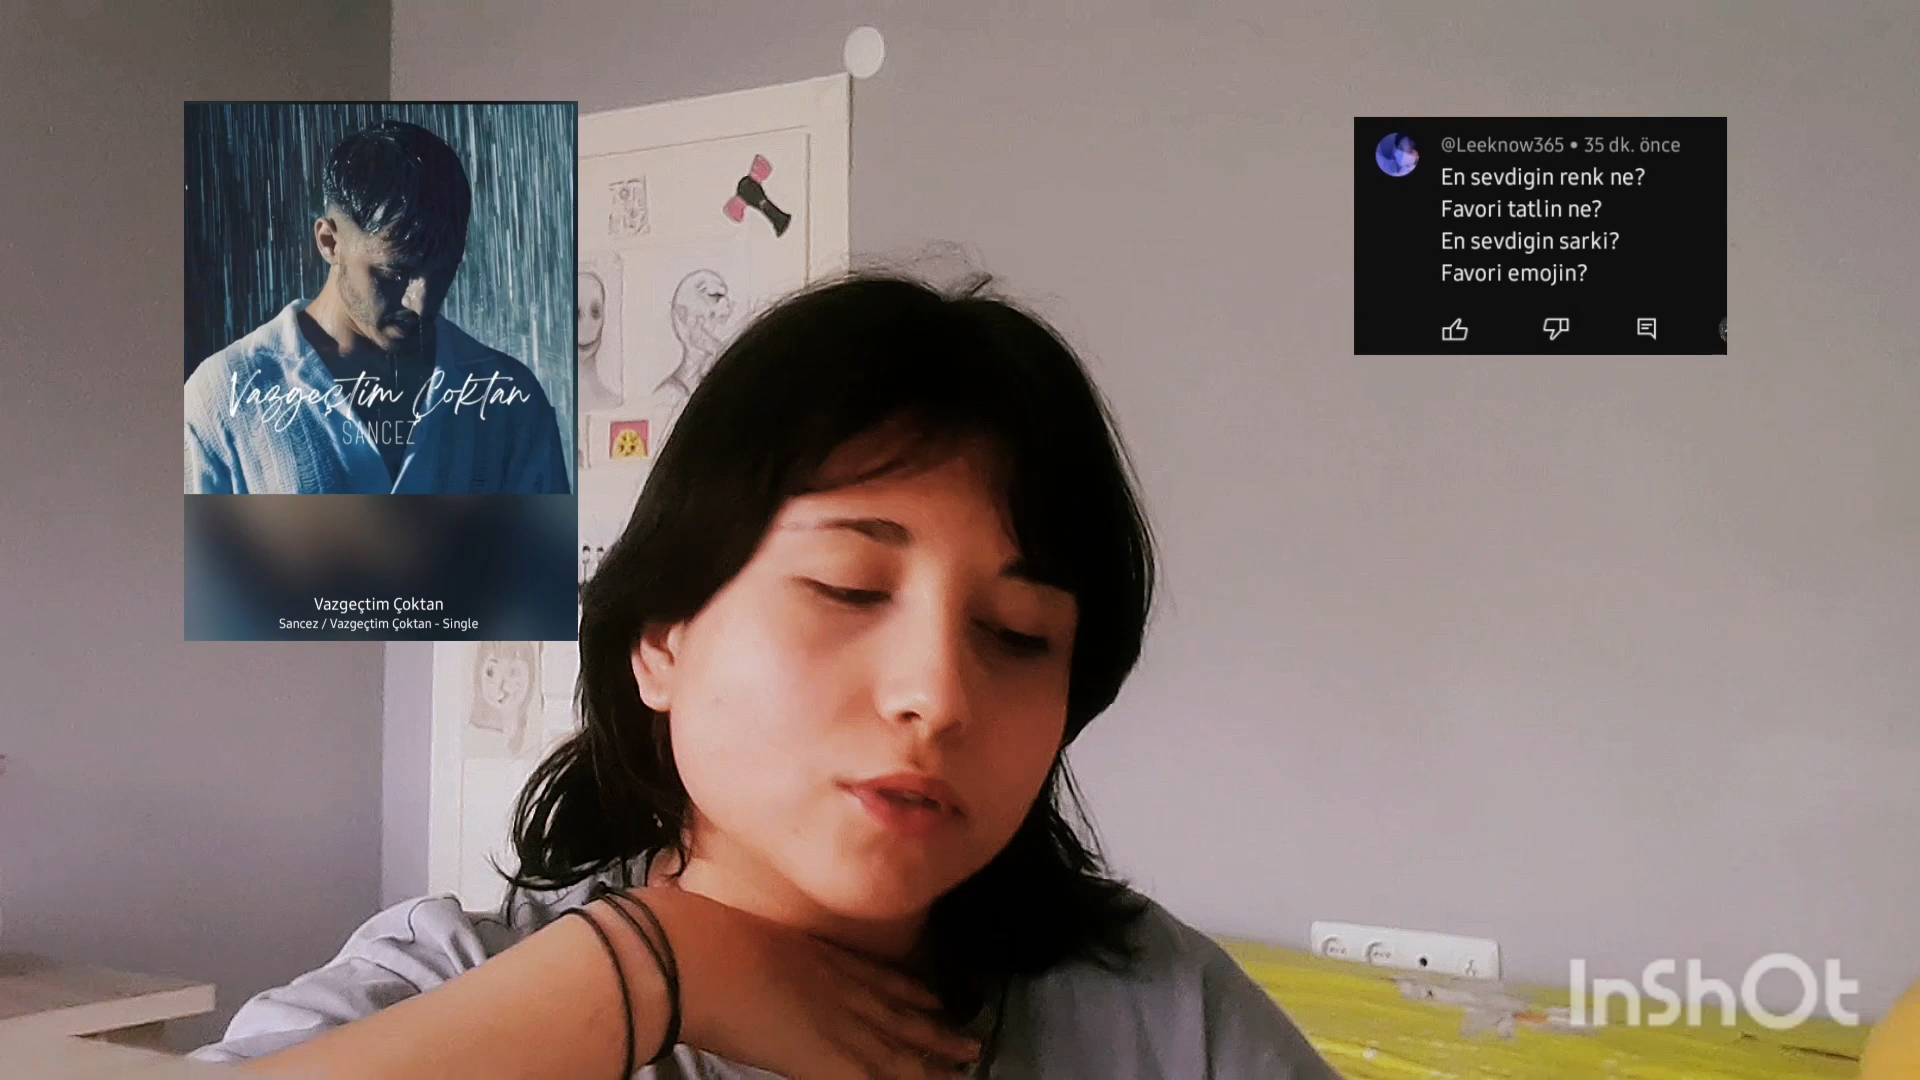 Vazgeçtim Çoktan
SANCEZ
Vazgeçtim Çoktan
Sancez / Vazgeçtim Çoktan - Single
@Leeknow365 • 35 dk. önce
En sevdigin renk ne?
Favori tatlin ne?
En sevdigin sarki?
Favori emojin?
InShOt